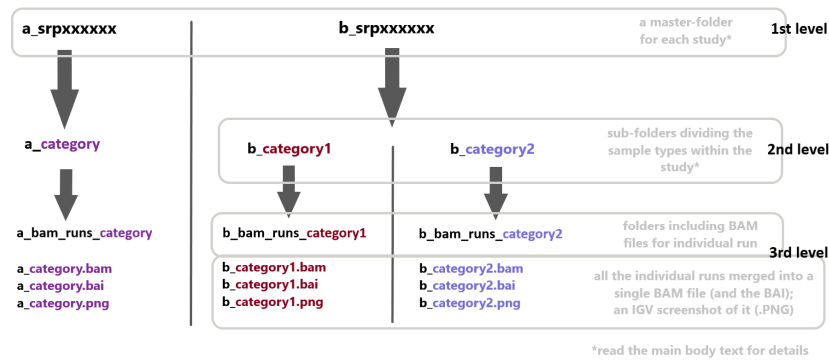 a_srpxxxxxx
b_srpxxxxxx
a master-folder
for each study*
1st level
a_category
b_category1
b_category2
sub-folders dividing the
sample types within the
study*
2nd level
a_bam_runs_category
b_bam_runs_category1
b_bam_runs_category2
folders including BAM
files for individual run
3rd level
a_category.bam
a_category.bai
a_category.png
b_category1.bam
b_category1.bai
b_category1.png
b_category2.bam
b_category2.bai
b_category2.png
all the individual runs merged into a
single BAM file (and the BAI);
an IGV screenshot of it (.PNG)
*read the main body text for details